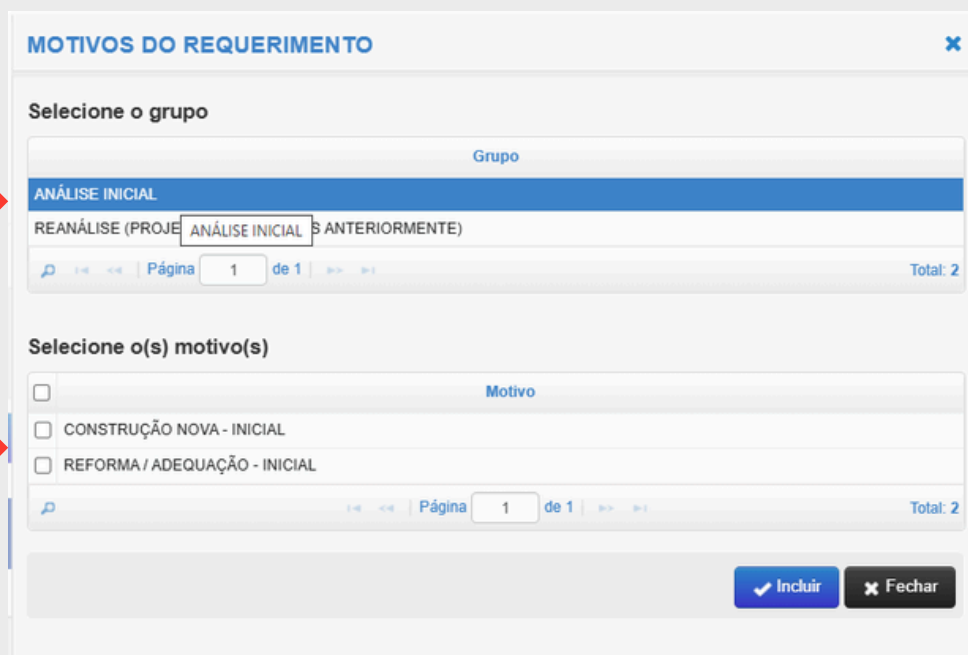 MOTIVOS DO REQUERIMENTO
Selecione o grupo
Grupo
ANÁLISE INICIAL
REANÁLISE (PROJE ANÁLISE INICIAL S ANTERIORMENTE)
Página 1 de 1 Total: 2
Selecione o(s) motivo(s)
Motivo
CONSTRUÇÃO NOVA - INICIAL
REFORMA / ADEQUAÇÃO - INICIAL
Página 1 de 1 Total: 2
Incluir Fechar